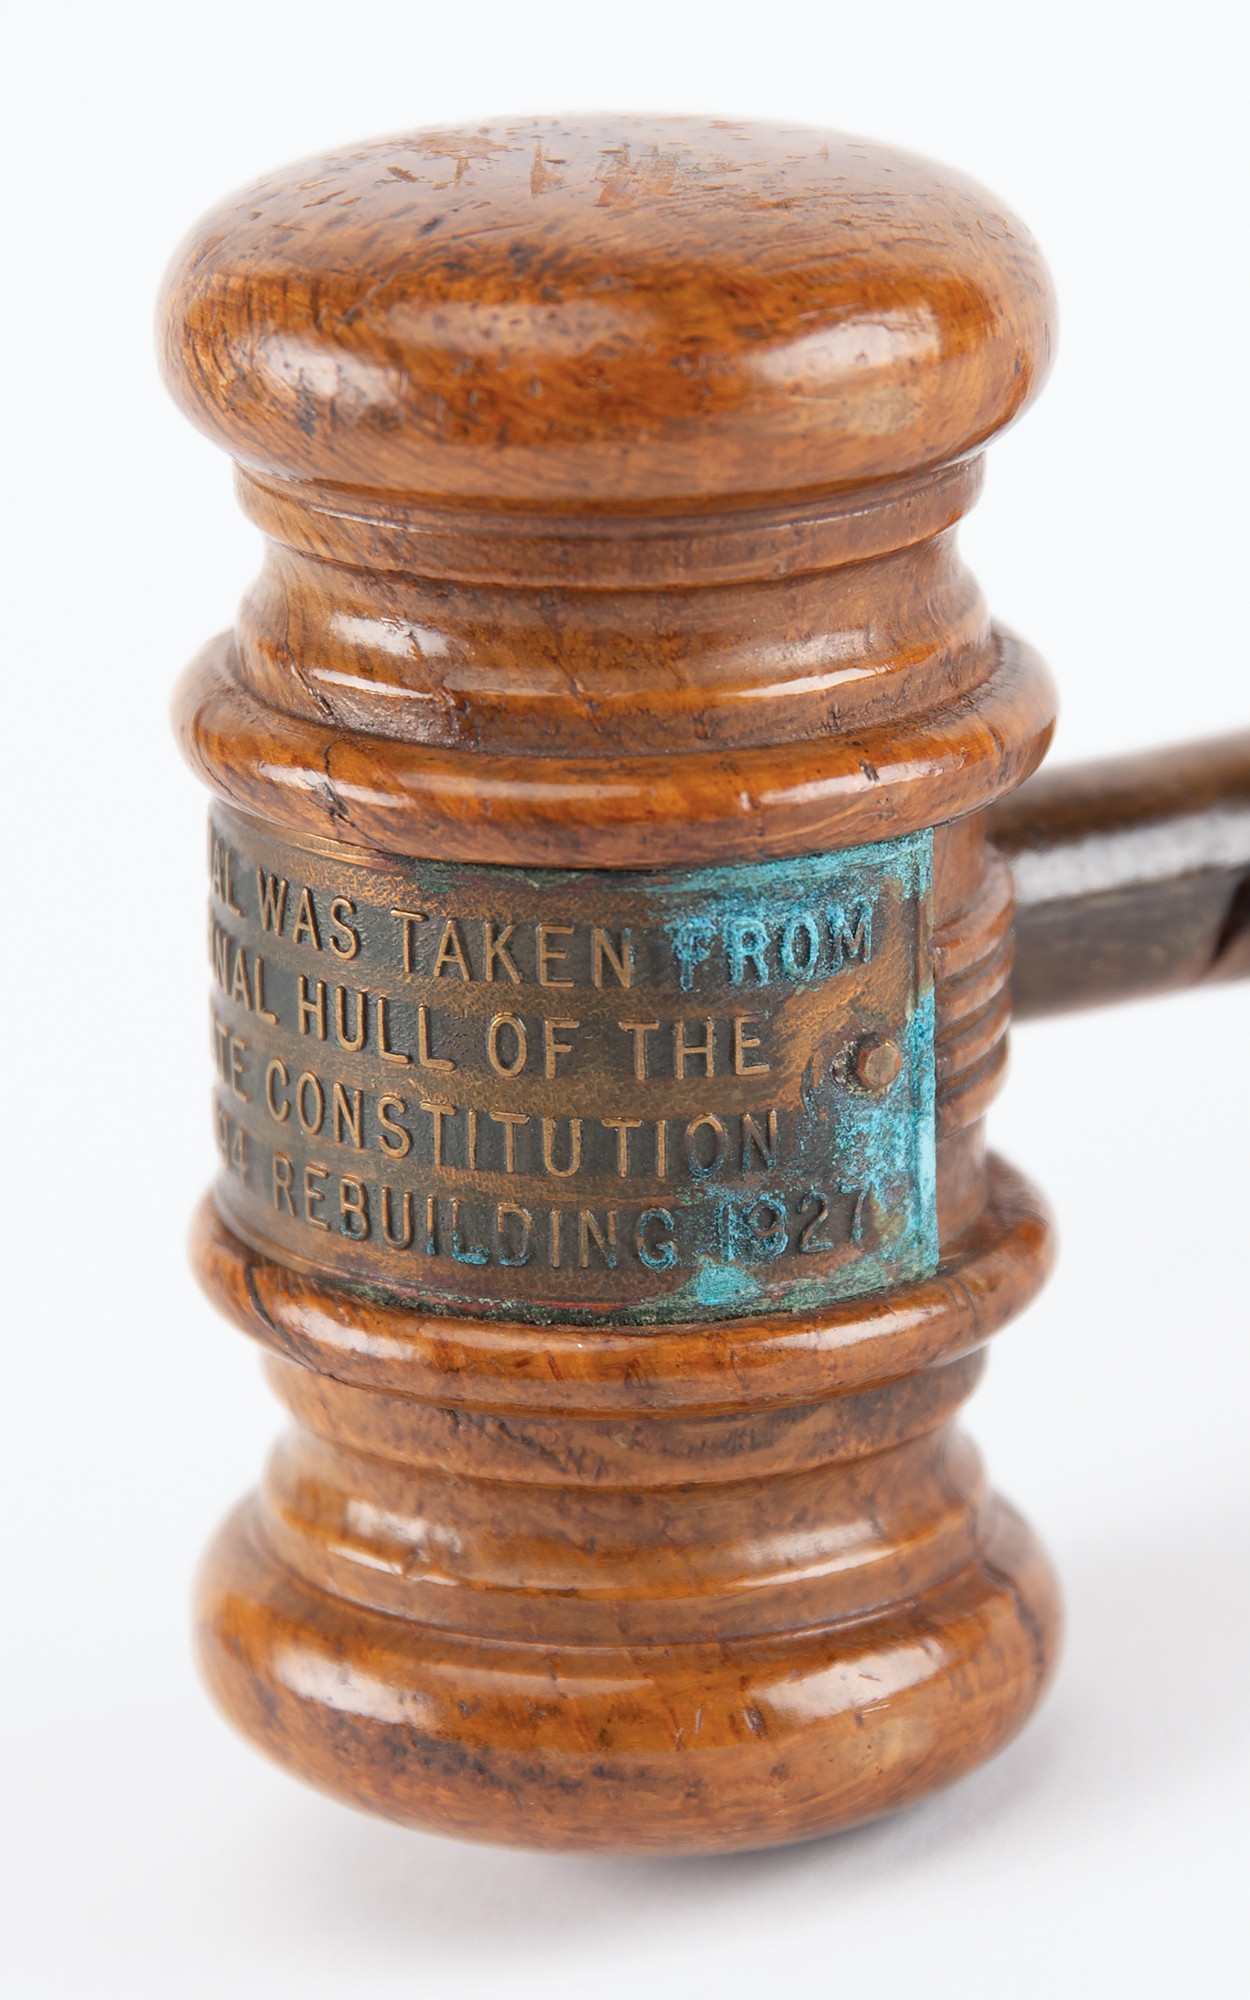 AL WAS TAKEN FROM
NAL HULL OF THE
TE CONSTITUTION
94 REBUILDING 1927